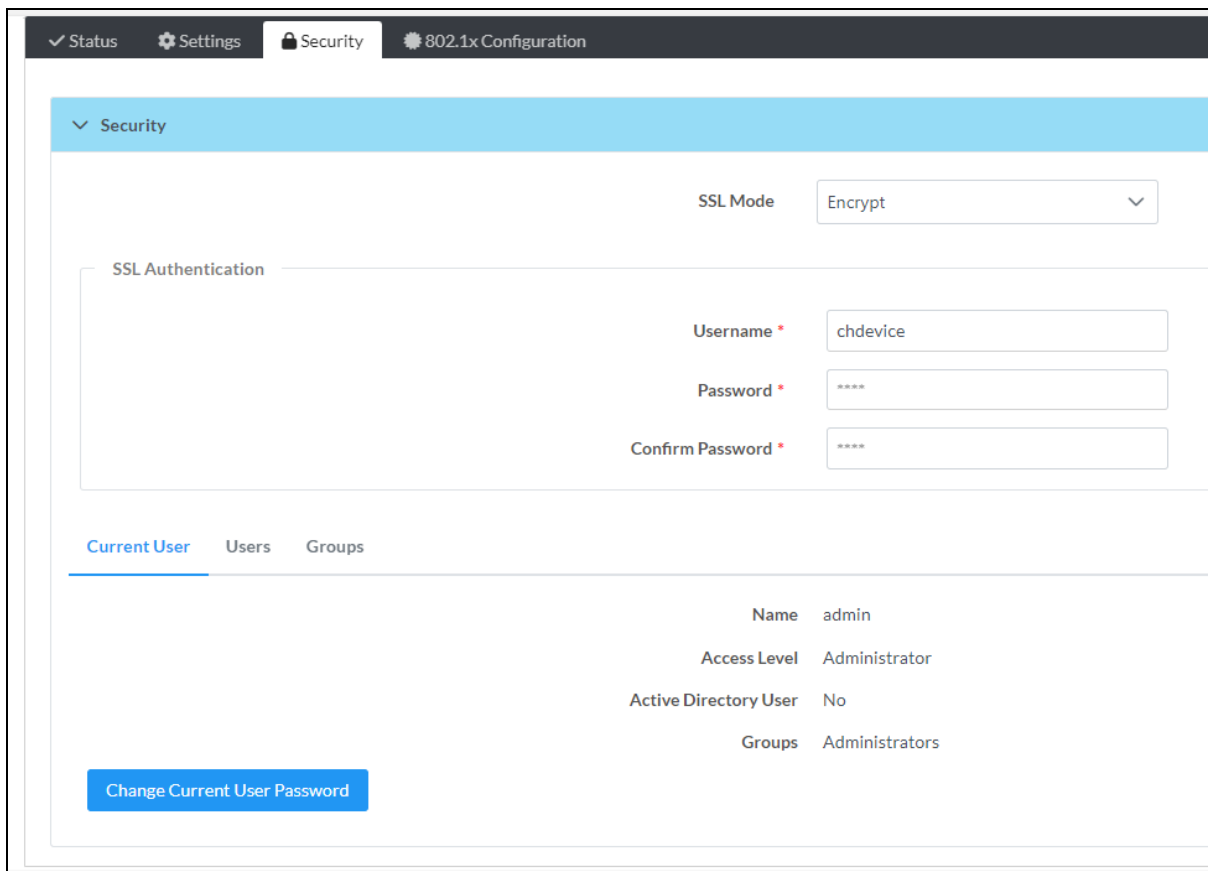 Status Settings Security 802.1x Configuration
Security
SSL Mode Encrypt
SSL Authentication
Username * chdevice
Password * ****
Confirm Password * ****
Current User Users Groups
Name admin
Access Level Administrator
Active Directory User No
Groups Administrators
Change Current User Password